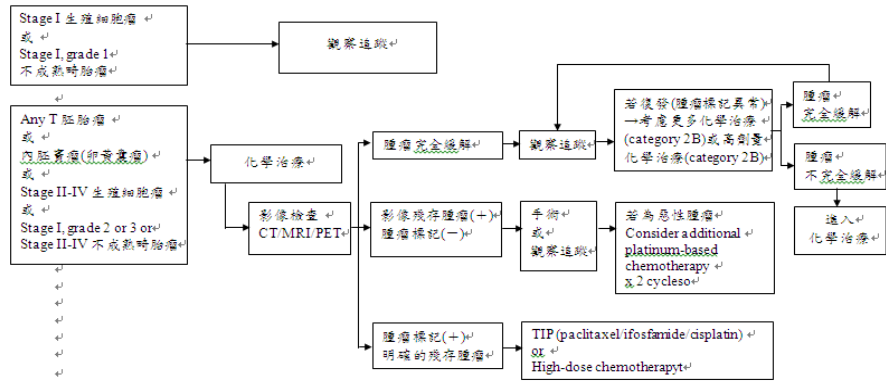 Stage I 生殖細胞瘤
或
Stage I, grade 1
不成熟畸胎瘤
觀察追蹤
Any T 胚胎瘤
或
內胚竇瘤(卵黃囊瘤)
或
Stage II-IV 生殖細胞瘤
或
Stage I, grade 2 or 3 or
Stage II-IV 不成熟畸胎瘤
化學治療
影像檢查
CT/MRI/PET
腫瘤完全緩解
觀察追蹤
若復發(腫瘤標記異常)
→考慮更多化學治療
(category 2B)或高劑量
化學治療(category 2B)
腫瘤
完全緩解
腫瘤
不完全緩解
進入
化學治療
影像殘存腫瘤(+)
腫瘤標記(－)
手術
或
觀察追蹤
若為惡性腫瘤
Consider additional
platinum-based
chemotherapy
x 2 cycleso
腫瘤標記(+)
明確的殘存腫瘤
TIP (paclitaxel/ifosfamide/cisplatin)
or
High-dose chemotherapyt